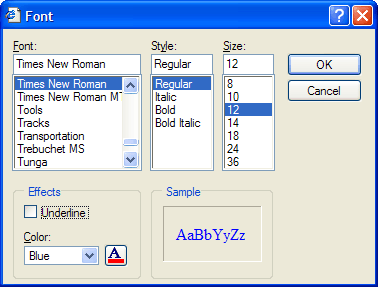 Font
Font: Style: Size:
Times New Roman Regular 12 OK
Times New Roman Regular 8
Times New Roman MT Italic 10 Cancel
Tools Bold 12
Tracks Bold Italic 14
Transportation 18
Trebuchet MS 24
Tunga 36
Effects Sample
Underline
AaBbYyZz
Color:
Blue A